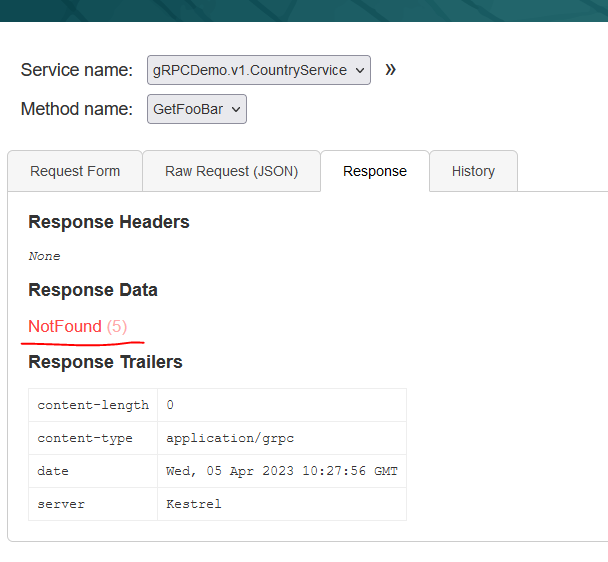 Service name: gRPCDemo.v1.CountryService »
Method name: GetFooBar
Request Form Raw Request (JSON) Response History
Response Headers
None
Response Data
NotFound (5)
Response Trailers
content-length 0
content-type application/grpc
date Wed, 05 Apr 2023 10:27:56 GMT
server Kestrel